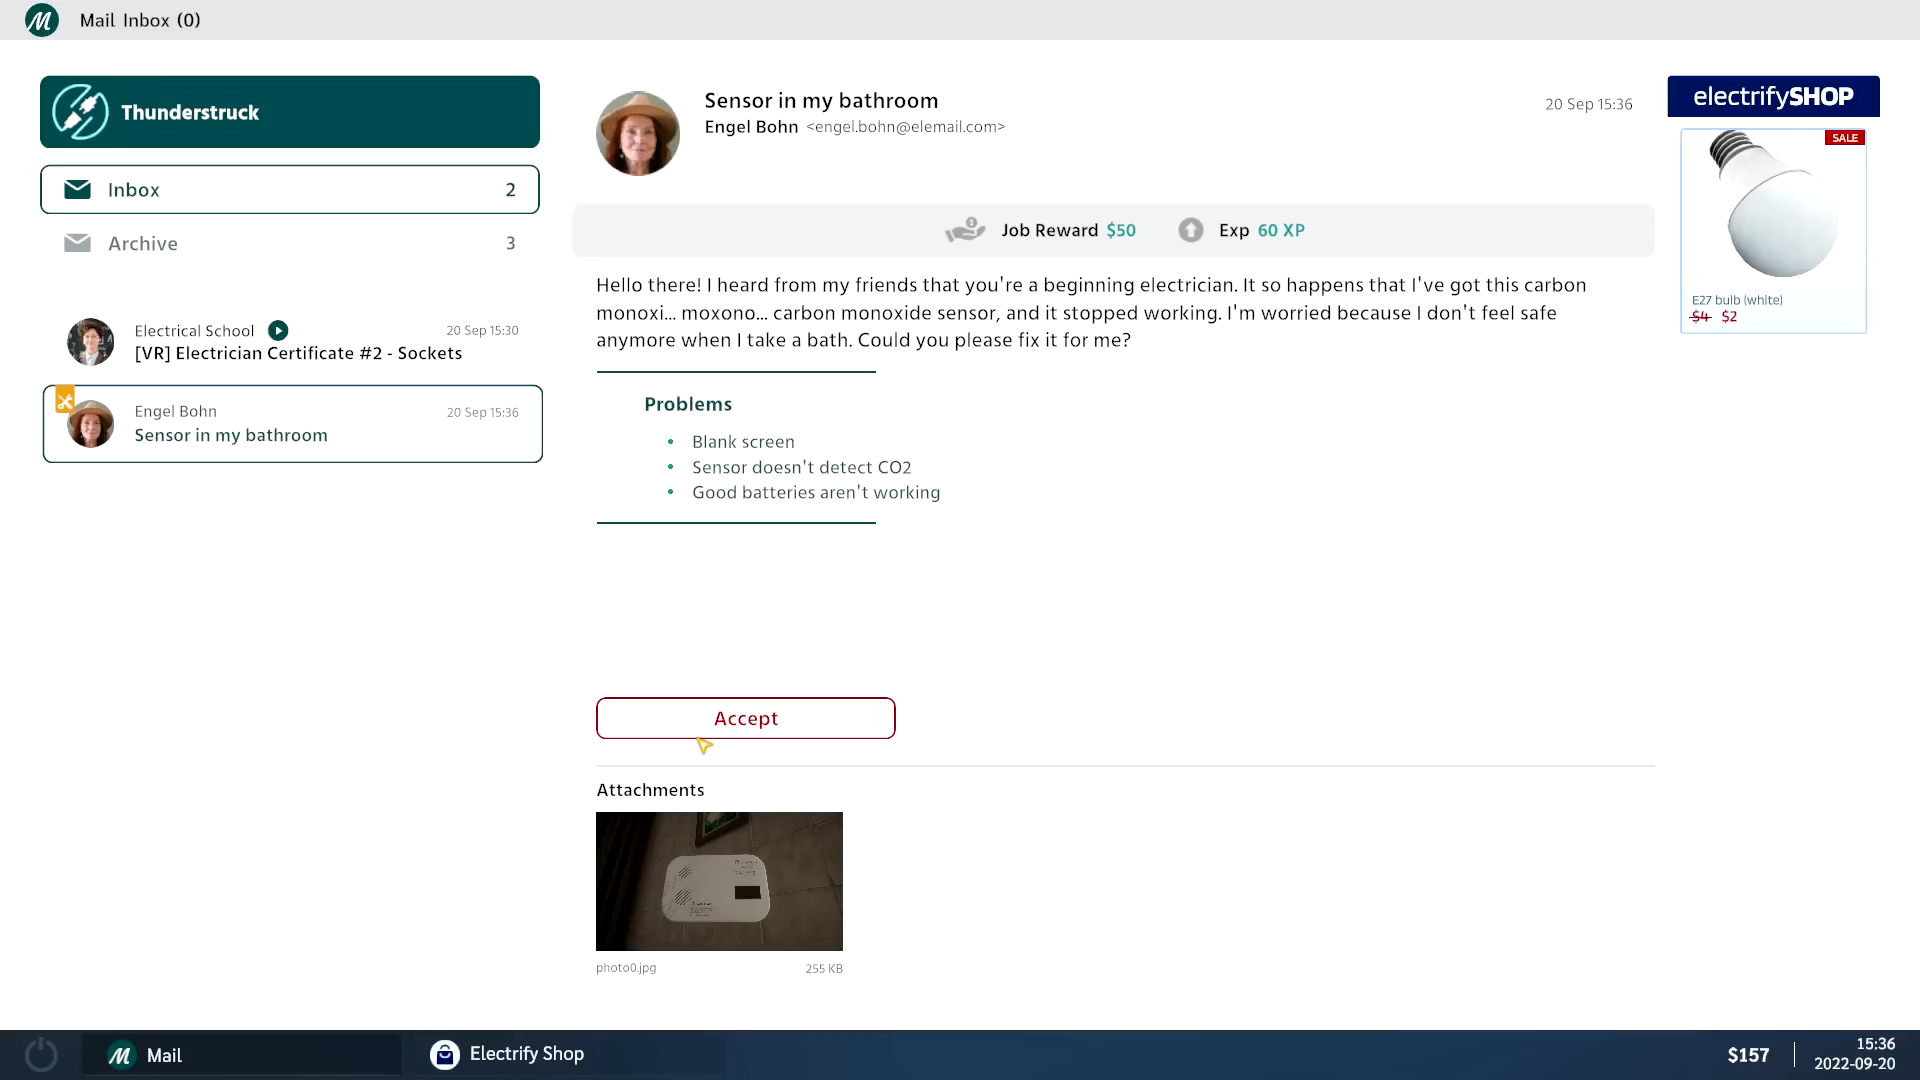 Mail Inbox (0)
Thunderstruck
Inbox 2
Archive 3
Electrical School 20 Sep 15:30
[VR] Electrician Certificate #2 - Sockets
Engel Bohn 20 Sep 15:36
Sensor in my bathroom
Sensor in my bathroom
Engel Bohn <engel.bohn@elemail.com>
20 Sep 15:36
Job Reward $50 Exp 60 XP
Hello there! I heard from my friends that you're a beginning electrician. It so happens that I've got this carbon
monoxi... moxono... carbon monoxide sensor, and it stopped working. I'm worried because I don't feel safe
anymore when I take a bath. Could you please fix it for me?
Problems
• Blank screen
• Sensor doesn't detect CO2
• Good batteries aren't working
Accept
Attachments
photo0.jpg 255 KB
electrifySHOP
SALE
E27 bulb (white)
$4 $2
Mail
Electrify Shop
$157
15:36
2022-09-20